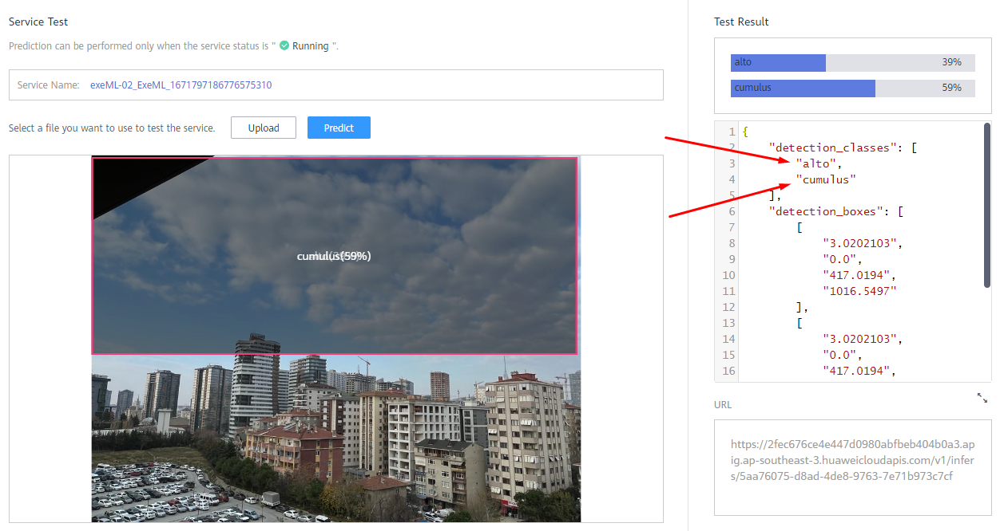 Service Test
Prediction can be performed only when the service status is " Running ".
Service Name: exeML-02_ExeML_1671797186776575310
Select a file you want to use to test the service.
Upload
Predict
cumulus(59%)
Test Result
alto 39%
cumulus 59%
1 {
2 "detection_classes": [
3 "alto",
4 "cumulus"
5 ],
6 "detection_boxes": [
7 [
8 "3.0202103",
9 "0.0",
10 "417.0194",
11 "1016.5497"
12 ],
13 [
14 "3.0202103",
15 "0.0",
16 "417.0194",
URL
https://2fec676ce4e447d0980abfbeb404b0a3.ap
ig.ap-southeast-3.huaweicloudapis.com/v1/infer
s/5aa76075-d8ad-4de8-9763-7e71b973c7cf